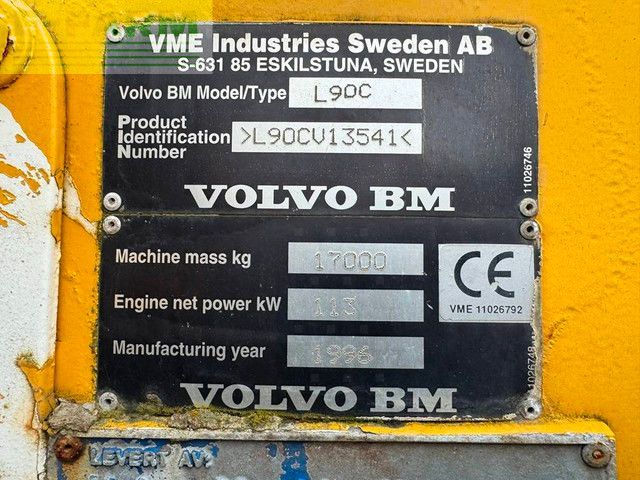 VME Industries Sweden AB
S-631 85 ESKILSTUNA, SWEDEN
Volvo BM Model/Type L90C
Product
Identification >L90CV13541<
Number
11026746
VOLVO BM
Machine mass kg 17000
Engine net power kW 113
Manufacturing year 1996
CE
VME 11026792
11026748
VOLVO BM
LEVERT AV